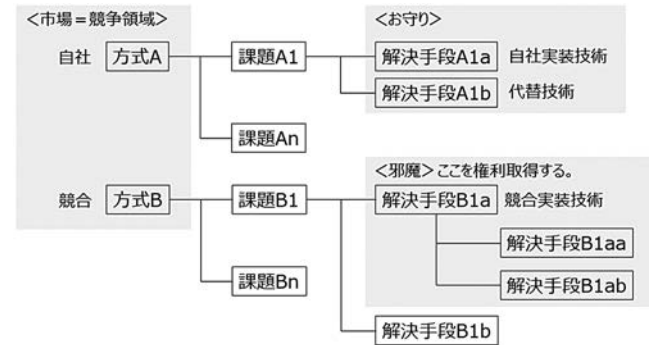 <市場=競争領域>
<お守り>
自社 方式A 課題A1 解決手段A1a 自社実装技術
解決手段A1b 代替技術
課題An
<邪魔>ここを権利取得する。
競合 方式B 課題B1 解決手段B1a 競合実装技術
解決手段B1aa
課題Bn 解決手段B1ab
解決手段B1b